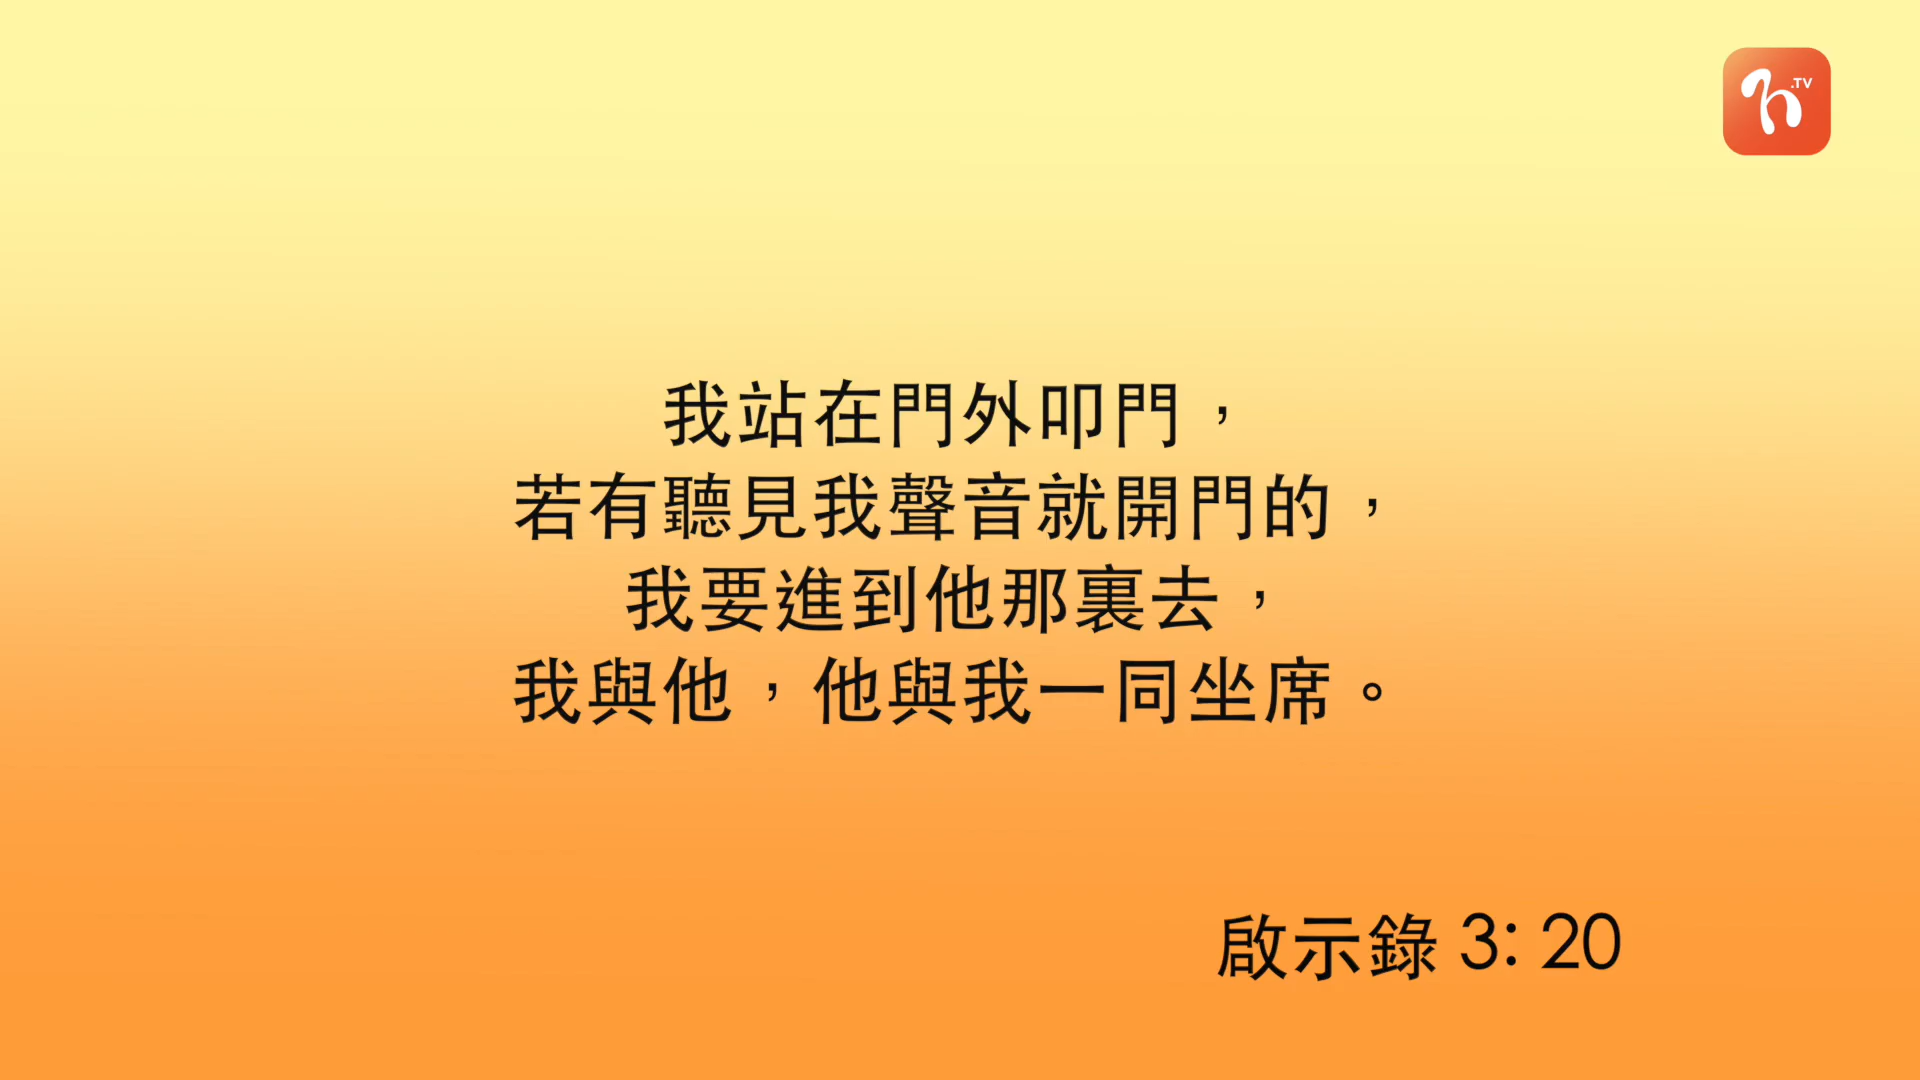 h.TV
我站在門外叩門，
若有聽見我聲音就開門的，
我要進到他那裏去，
我與他，他與我一同坐席。
啟示錄 3: 20